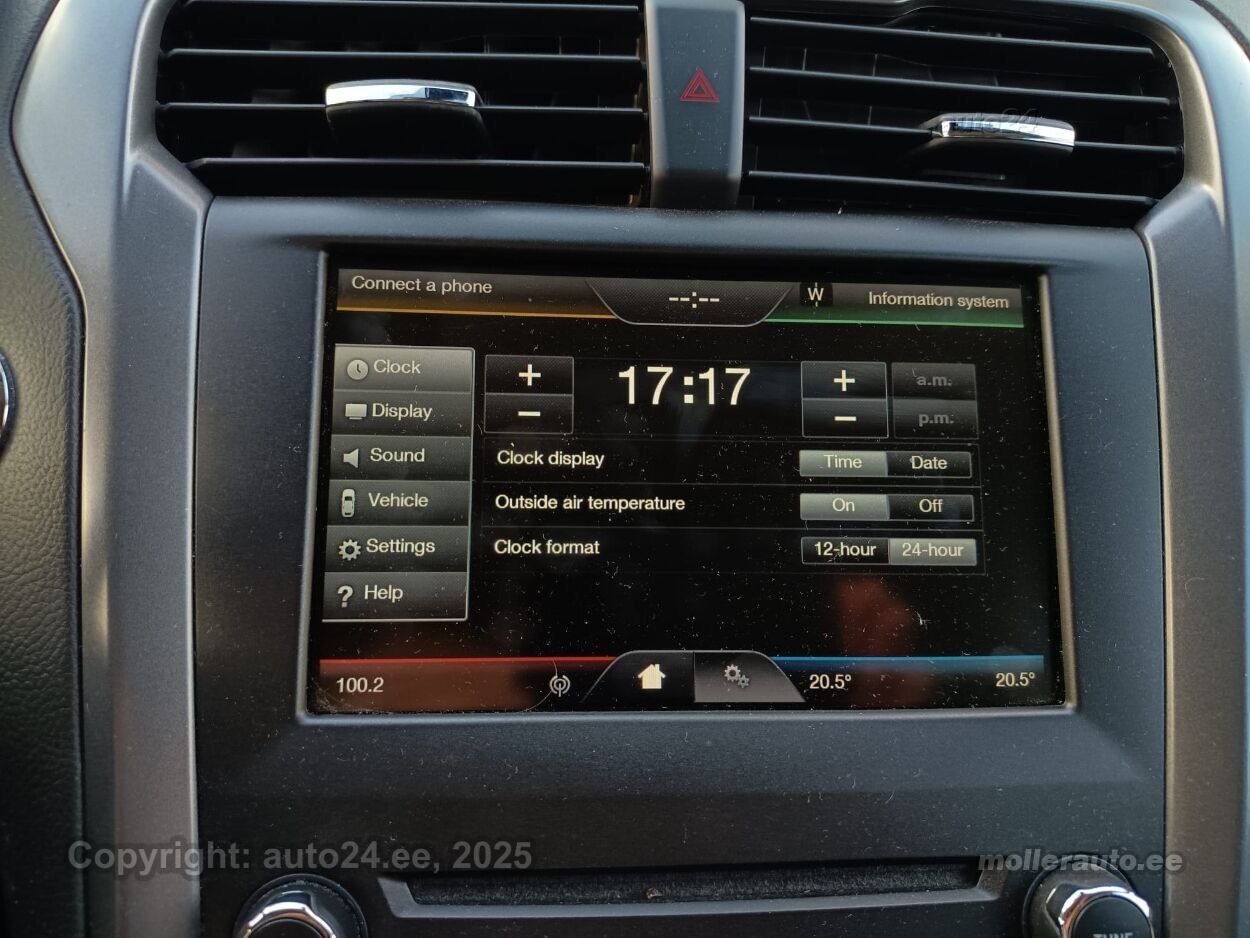 auto24
Connect a phone
--:--
W
Information system
Clock
17:17
a.m.
p.m.
Display
Clock display
Time
Date
Sound
Outside air temperature
On
Off
Vehicle
Clock format
12-hour
24-hour
Settings
Help
100.2
20.5°
20.5°
Copyright: auto24.ee, 2025
mollerauto.ee
TUNE